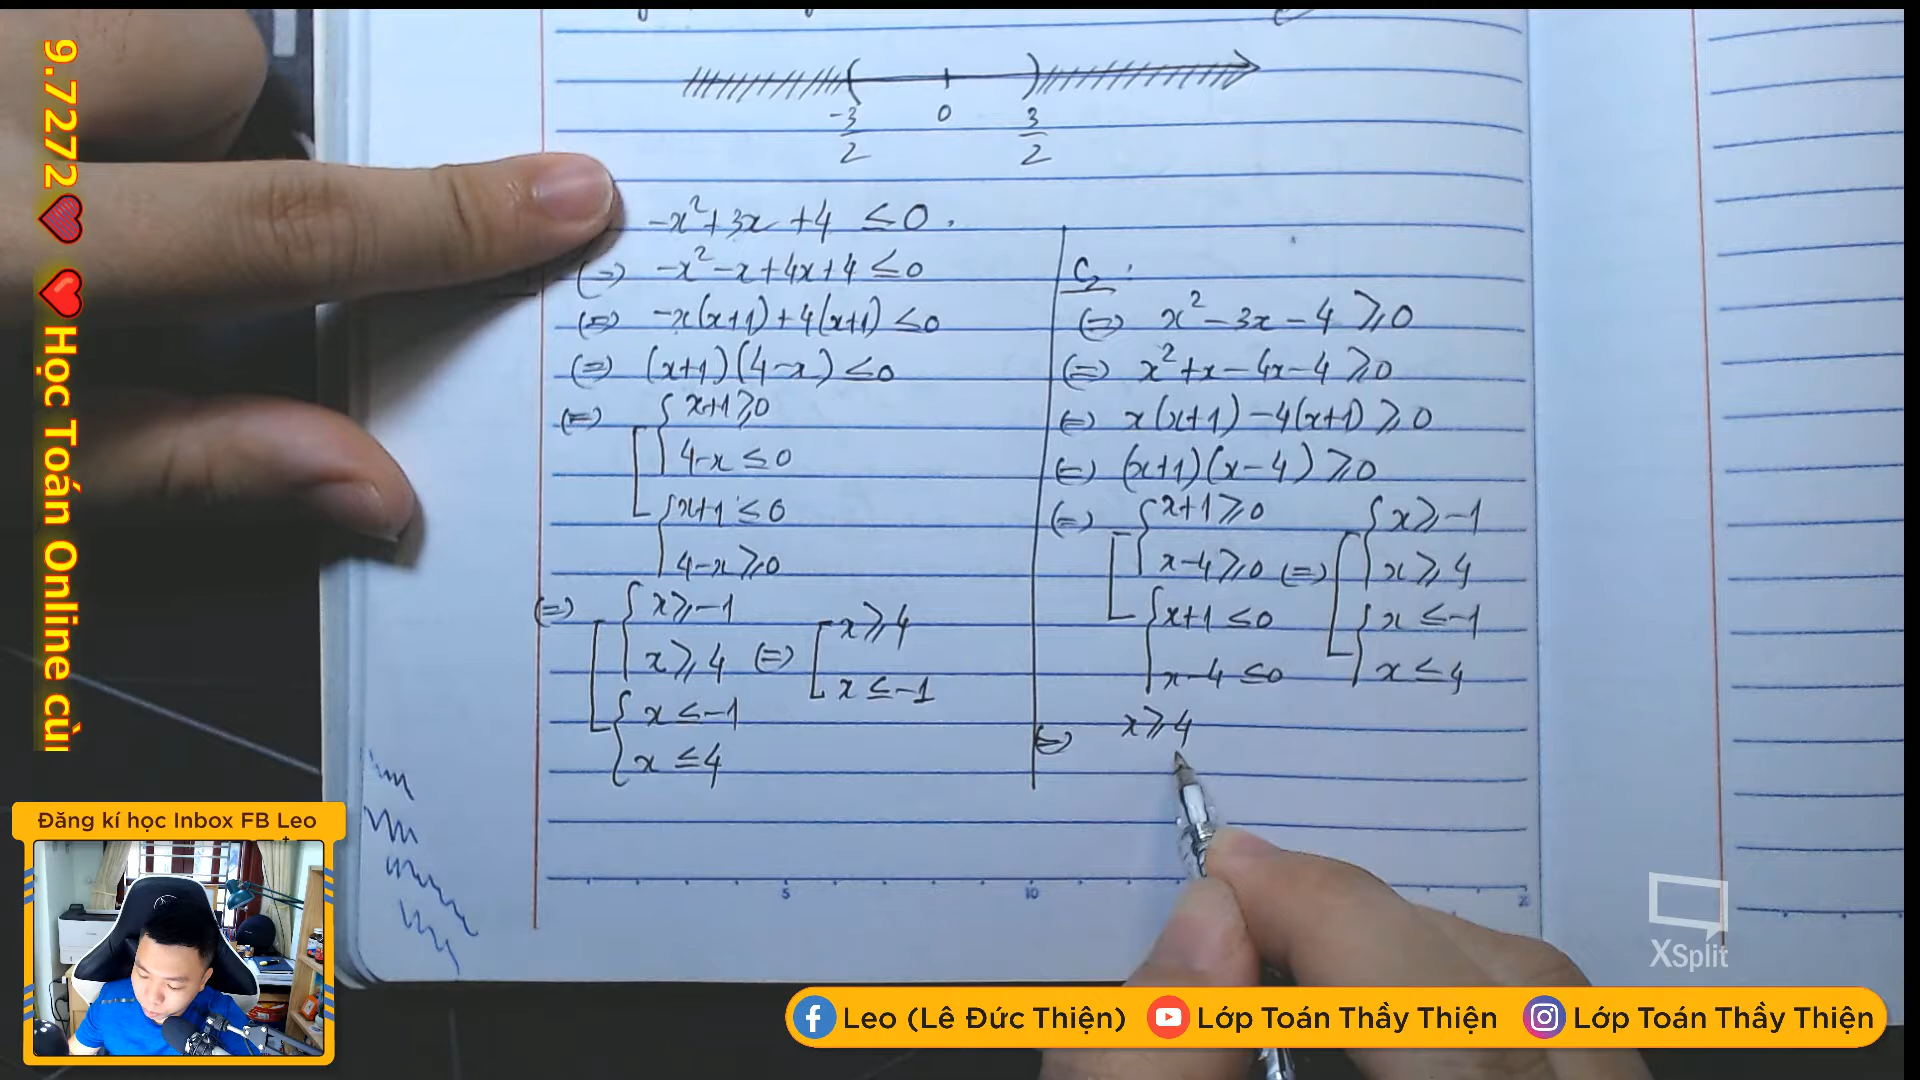 -3/2 0 3/2
-x²+3x+4 ≤0.
(=) -x²-x+4x+4 ≤0
(=) -x(x+1)+4(x+1) ≤0
(=) (x+1)(4-x) ≤0
(=) [ { x+1≥0
4-x ≤0
{ x+1 ≤0
4-x ≥0
(=) [ { x≥-1
x≥4 (=) [ x≥4
x ≤-1
{ x ≤-1
x ≤4
C2:
(=) x²-3x-4 ≥0
(=) x²+x-4x-4 ≥0
(=) x(x+1)-4(x+1) ≥0
(=) (x+1)(x-4) ≥0
(=) [ { x+1≥0
x-4≥0 (=) [ { x≥-1
x≥4
{ x+1 ≤0
x-4 ≤0
{ x ≤-1
x ≤4
(=) x≥4
5 10
9.7272❤ ❤Học Toán Online cù
Đăng kí học Inbox FB Leo
XSplit
Leo (Lê Đức Thiện) Lớp Toán Thầy Thiện Lớp Toán Thầy Thiện